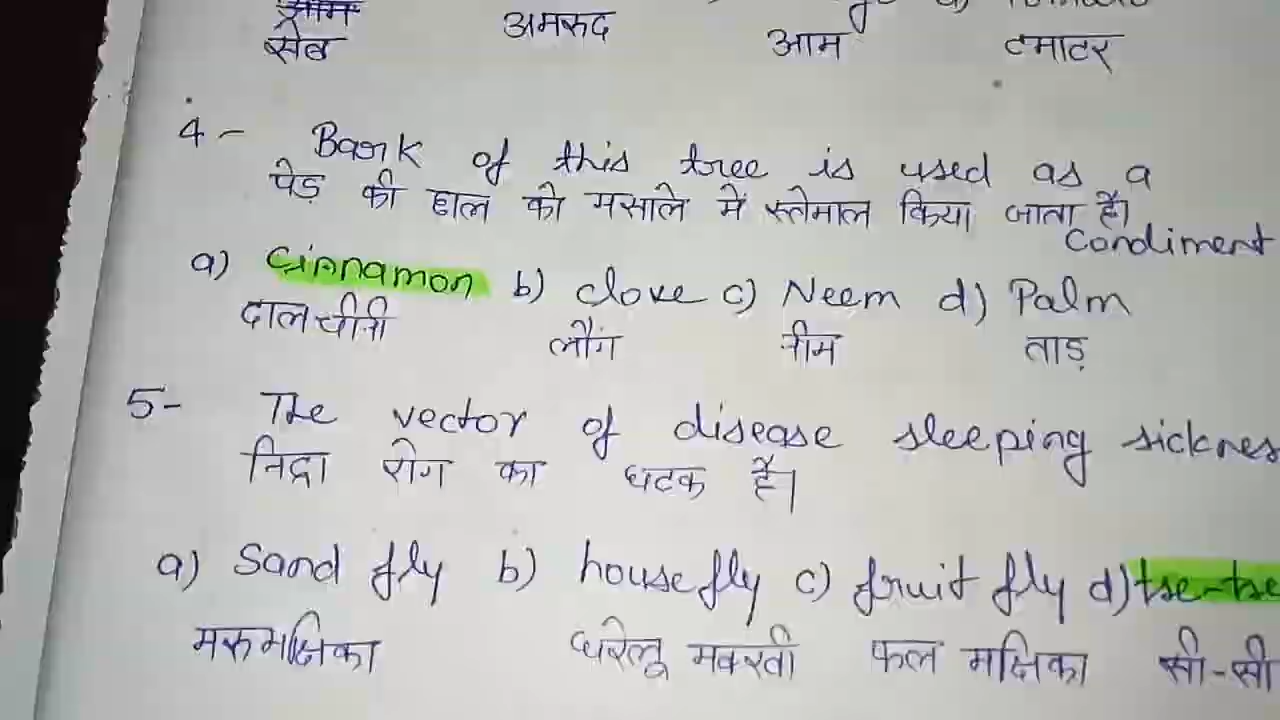 सेब अमरुद आम टमाटर
4- Bark of this tree is used as a
पेड़ की छाल को मसाले में स्तेमाल किया जाता है।
Condiment
a) Cinnamon b) clove c) Neem d) Palm
दालचीनी लौंग नीम ताड़
5- The vector of disease sleeping sicknes
निद्रा रोग का घटक है।
a) Sand fly b) housefly c) fruit fly d) tse-tse
मरुमक्षिका घरेलू मक्खी फल मक्षिका सी-सी